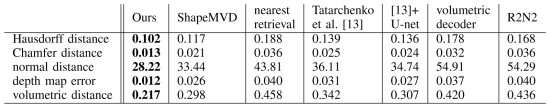 Ours ShapeMVD nearest retrieval Tatarchenko et al. [13] [13]+ U-net volumetric decoder R2N2
Hausdorff distance 0.102 0.117 0.188 0.139 0.136 0.178 0.168
Chamfer distance 0.013 0.021 0.036 0.025 0.024 0.032 0.036
normal distance 28.22 33.44 43.81 36.11 34.74 54.91 54.29
depth map error 0.012 0.026 0.040 0.031 0.027 0.037 0.040
volumetric distance 0.217 0.298 0.458 0.342 0.307 0.420 0.436